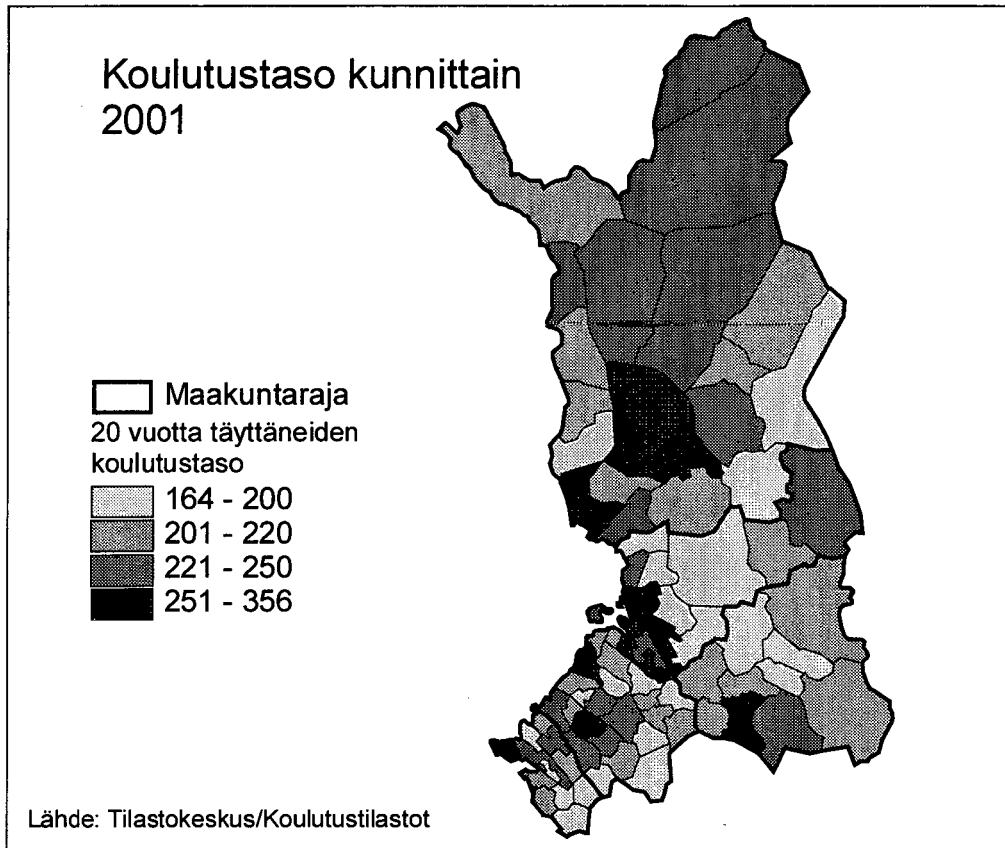 Koulutustaso kunnittain
2001
Maakuntaraja
20 vuotta täyttäneiden
koulutustaso
164 - 200
201 - 220
221 - 250
251 - 356
Lähde: Tilastokeskus/Koulutustilastot